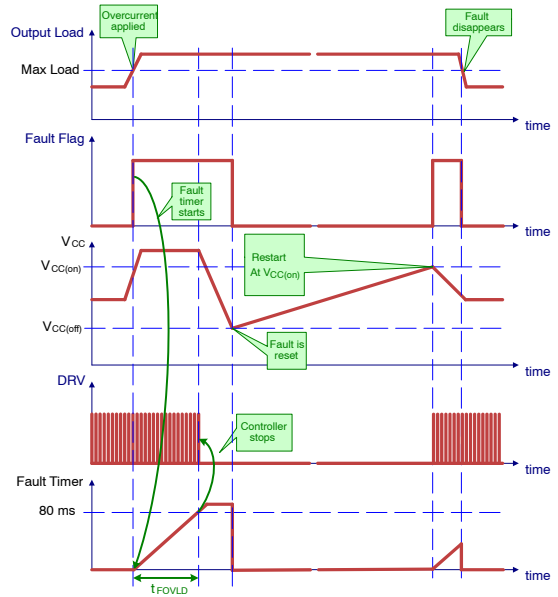 Overcurrent
applied
Fault
disappears
Output Load
Max Load
time
Fault Flag
Fault
timer
starts
time
VCC
VCC(on)
Restart
At VCC(on)
VCC(off)
Fault is
reset
time
DRV
Controller
stops
time
Fault Timer
80 ms
time
tFOVLD